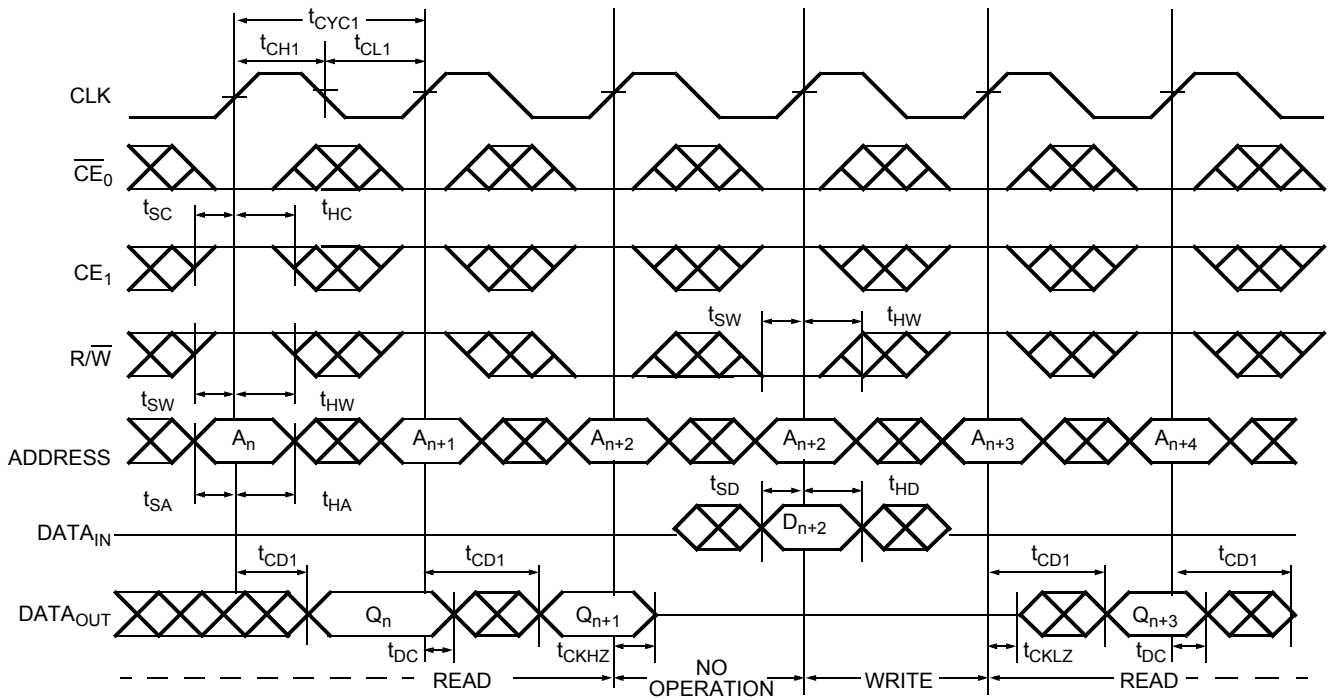 tCYC1
tCH1 tCL1
CLK
CE0
tSC tHC
CE1
tSW tHW
R/W
tSW tHW
ADDRESS An An+1 An+2 An+2 An+3 An+4
tSA tHA tSD tHD
DATAIN Dn+2
tCD1 tCD1 tCD1 tCD1
DATAOUT Qn Qn+1 Qn+3
tDC tCKHZ tCKLZ tDC
READ NO OPERATION WRITE READ